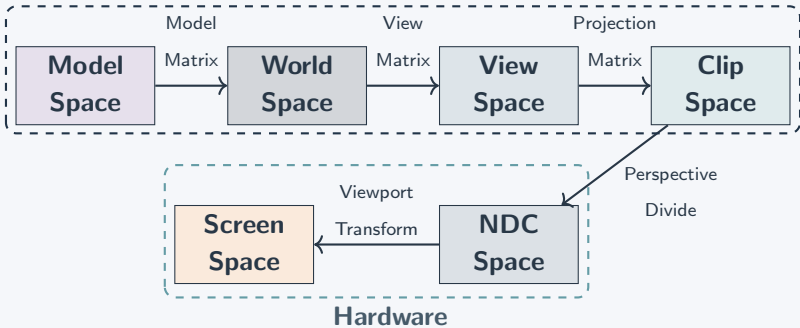 Model
Matrix
View
Matrix
Projection
Matrix
Model
Space
World
Space
View
Space
Clip
Space
Perspective
Divide
Viewport
Transform
Screen
Space
NDC
Space
Hardware